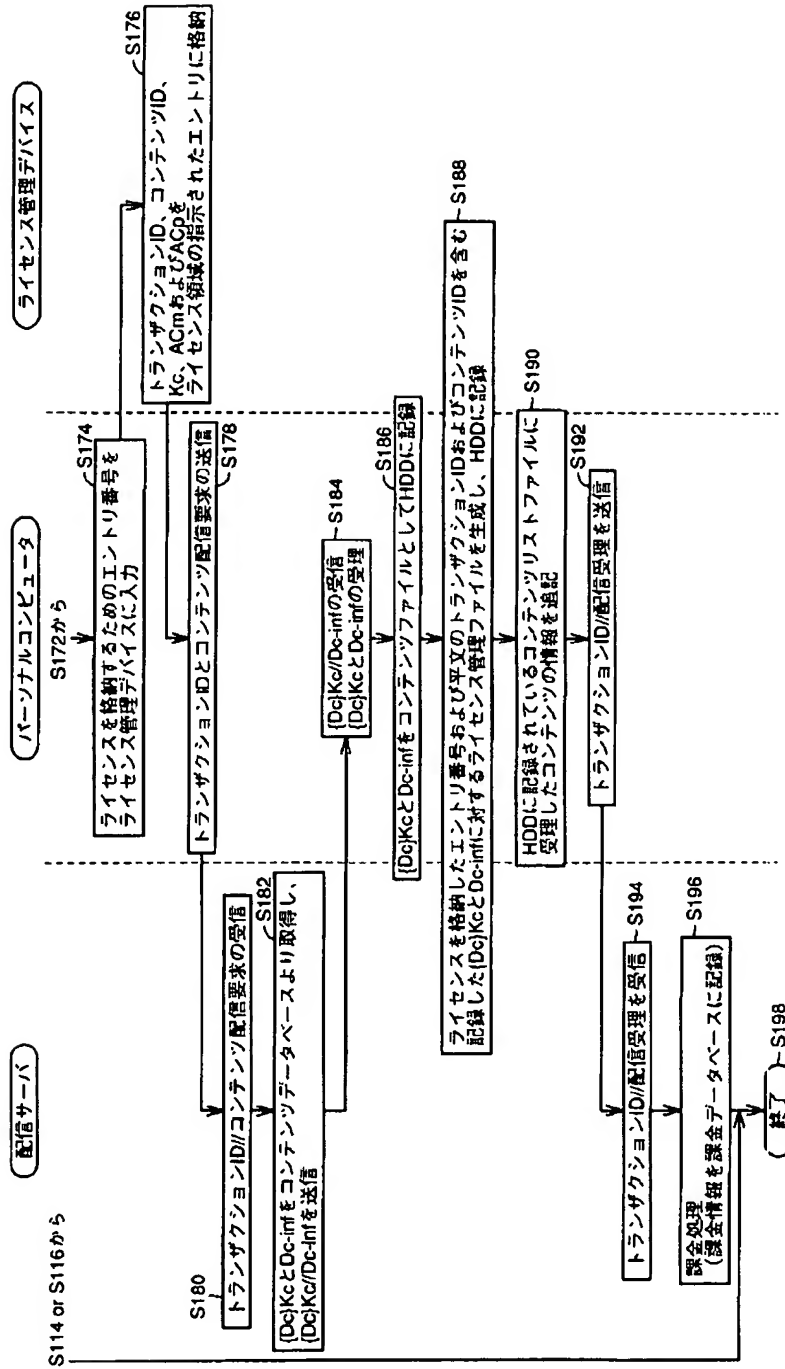 配信サーバ
パーソナルコンピュータ
ライセンス管理デバイス
S114 or S116から
S172から
S174
ライセンスを格納するためのエントリ番号を
ライセンス管理デバイスに入力
S176
トランザクションID、コンテンツID、
Kc、ACmおよびACpを
ライセンス領域の指示されたエントリに格納
S178
トランザクションIDとコンテンツ配信要求の送信
S180
トランザクションID//コンテンツ配信要求の受信
S182
{Dc}KcとDc-infをコンテンツデータベースより取得し、
{Dc}Kc//Dc-infを送信
S184
{Dc}Kc//Dc-infの受信
{Dc}KcとDc-infの受理
S186
{Dc}KcとDc-infをコンテンツファイルとしてHDDに記録
S188
ライセンスを格納したエントリ番号および平文のトランザクションIDおよびコンテンツIDを含む
記録した{Dc}KcとDc-infに対するライセンス管理ファイルを生成し、HDDに記録
S190
HDDに記録されているコンテンツリストファイルに
受理したコンテンツの情報を追記
S192
トランザクションID//配信受理を送信
S194
トランザクションID//配信受理を受信
S196
課金処理
(課金情報を課金データベースに記録)
S198
終了